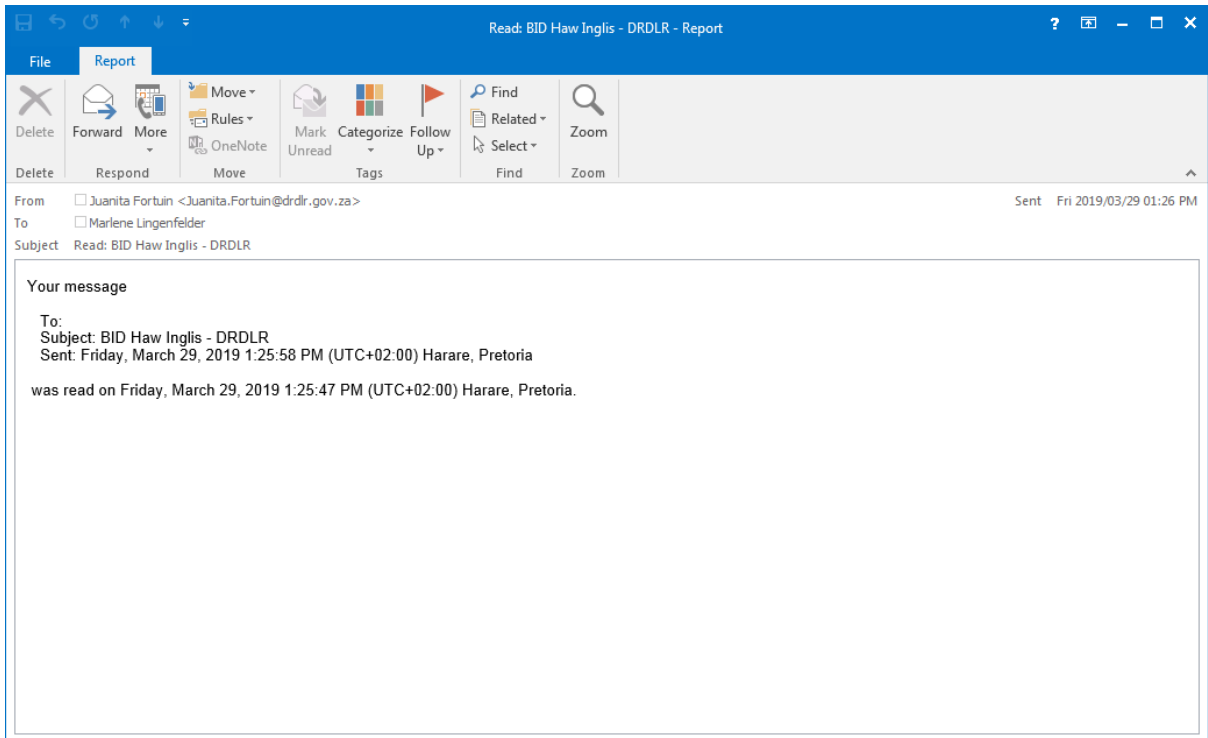 Read: BID Haw Inglis - DRDLR - Report
File Report
Delete Forward More Move Rules OneNote Mark Unread Categorize Follow Up Find Related Select Zoom
Delete Respond Move Tags Find Zoom
From Juanita Fortuin <Juanita.Fortuin@drdlr.gov.za> Sent Fri 2019/03/29 01:26 PM
To Marlene Lingenfelder
Subject Read: BID Haw Inglis - DRDLR
Your message
To:
Subject: BID Haw Inglis - DRDLR
Sent: Friday, March 29, 2019 1:25:58 PM (UTC+02:00) Harare, Pretoria
was read on Friday, March 29, 2019 1:25:47 PM (UTC+02:00) Harare, Pretoria.